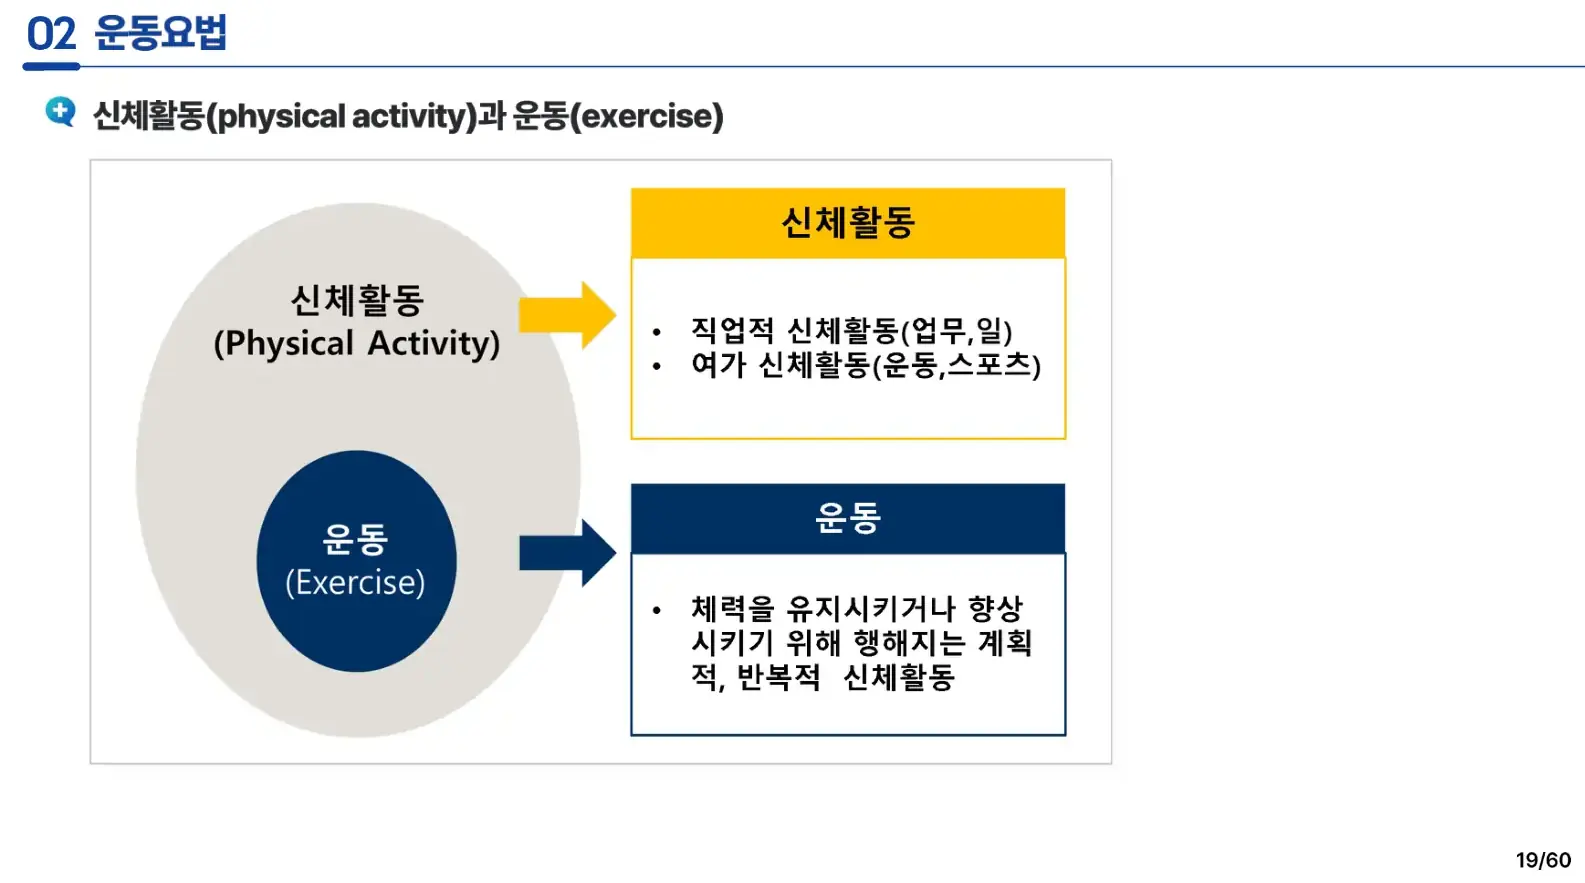 02 운동요법
신체활동(physical activity)과 운동(exercise)
신체활동
(Physical Activity)
운동
(Exercise)
신체활동
• 직업적 신체활동(업무,일)
• 여가 신체활동(운동,스포츠)
운동
• 체력을 유지시키거나 향상
시키기 위해 행해지는 계획
적, 반복적 신체활동
19/60